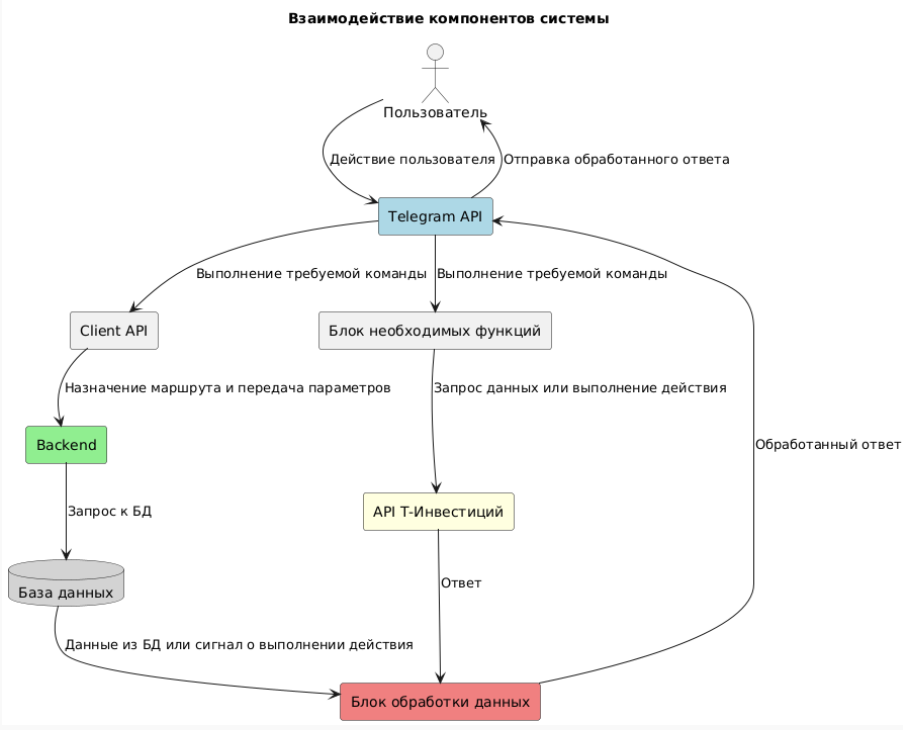 Взаимодействие компонентов системы
Пользователь
Действие пользователя
Отправка обработанного ответа
Telegram API
Выполнение требуемой команды
Выполнение требуемой команды
Client API
Блок необходимых функций
Назначение маршрута и передача параметров
Запрос данных или выполнение действия
Backend
Обработанный ответ
Запрос к БД
API Т-Инвестиций
База данных
Ответ
Данные из БД или сигнал о выполнении действия
Блок обработки данных